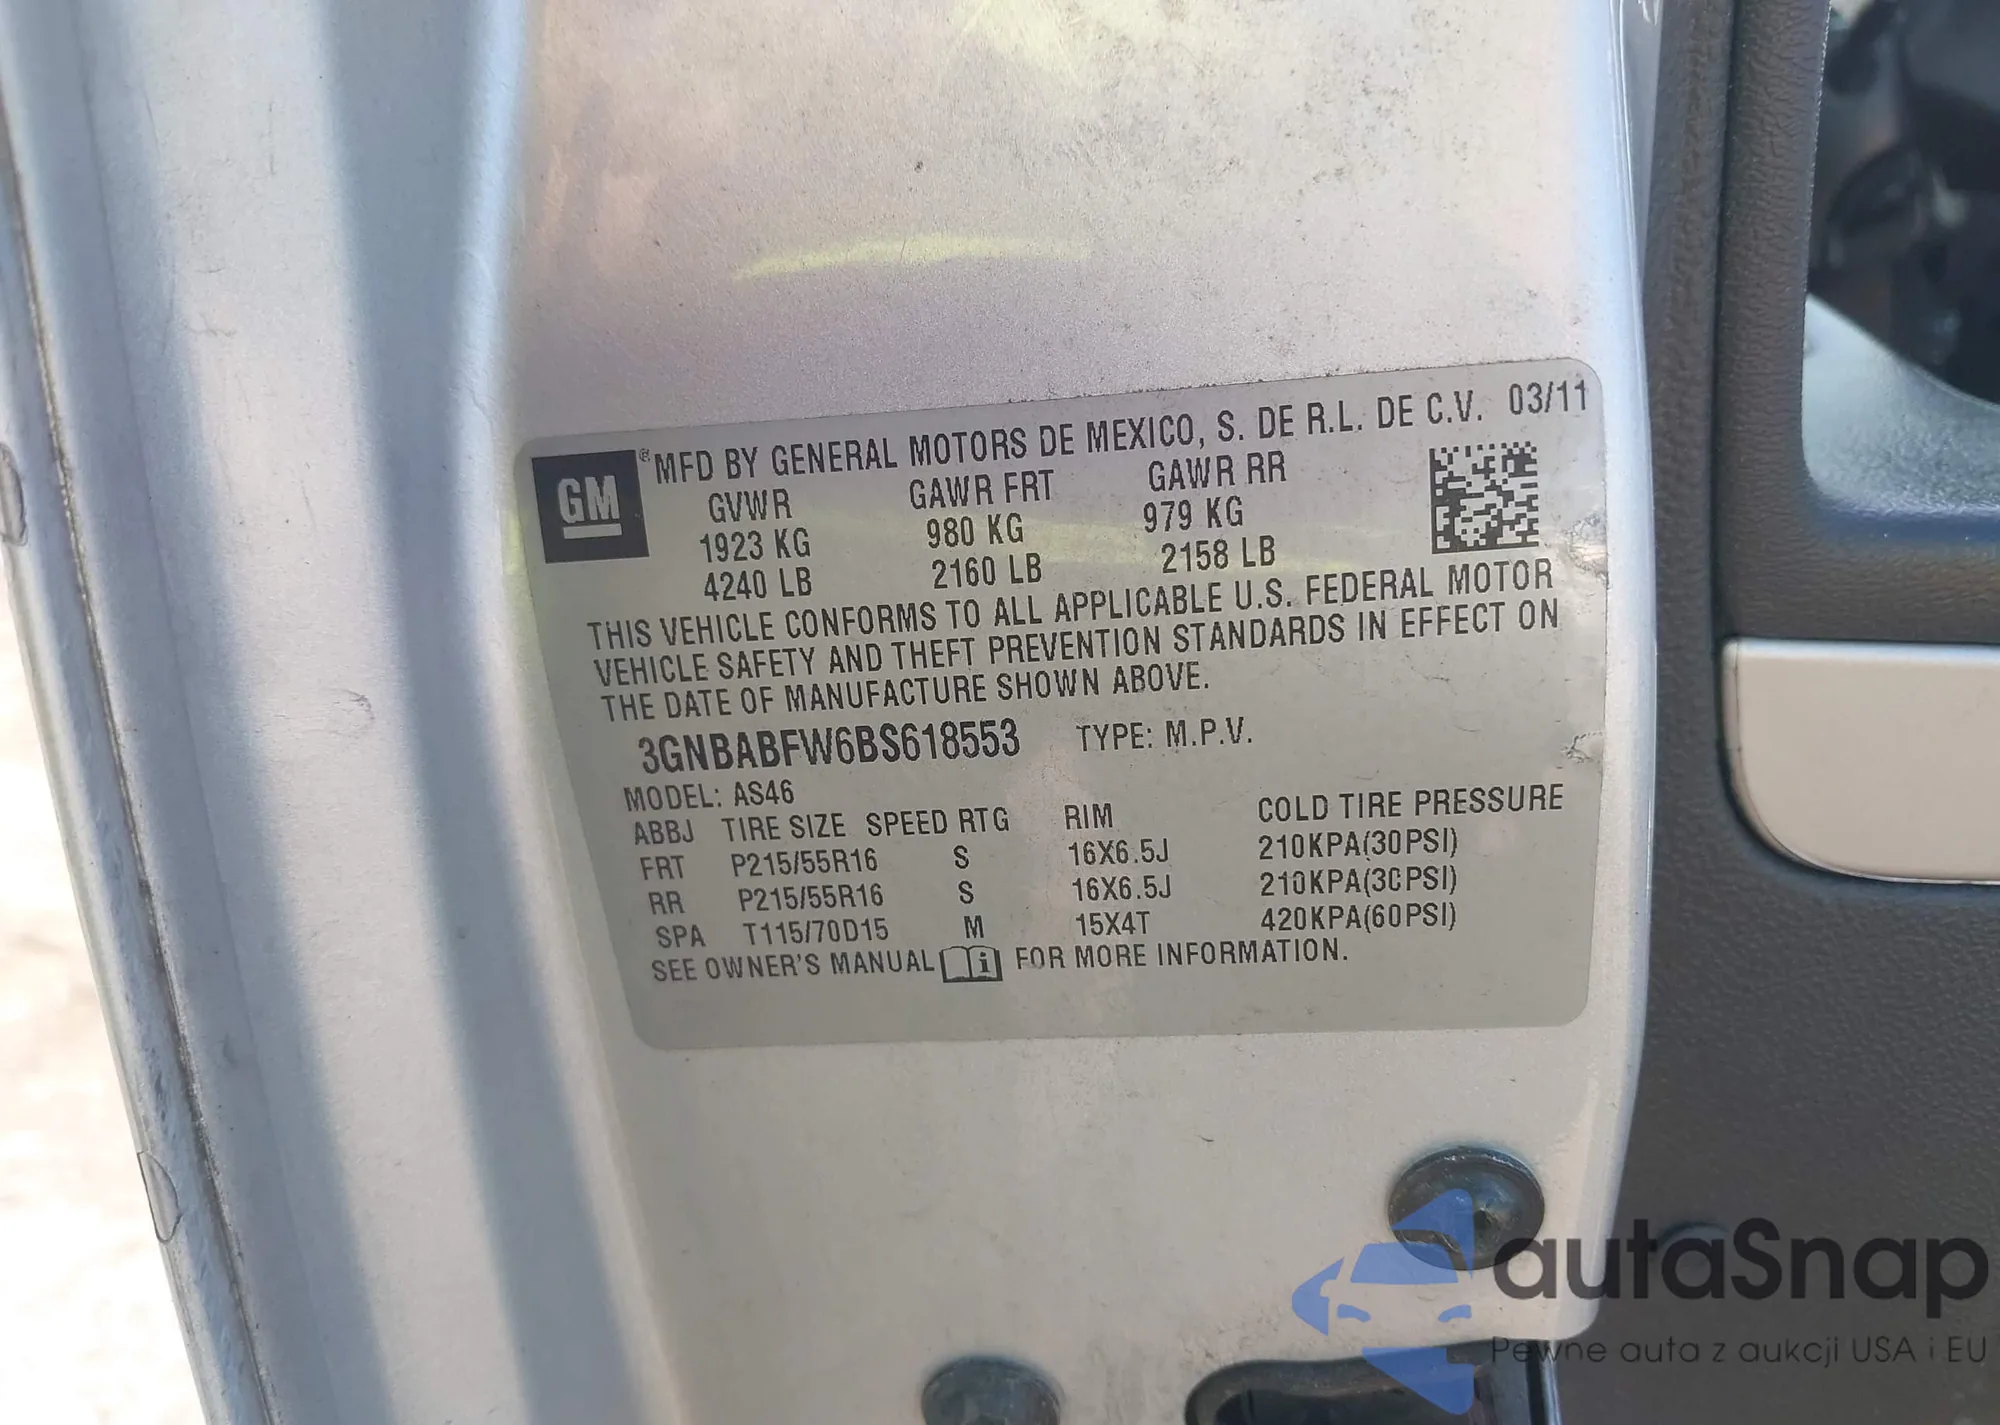 MFD BY GENERAL MOTORS DE MEXICO, S. DE R.L. DE C.V. 03/11
GM®
GVWR GAWR FRT GAWR RR
1923 KG 980 KG 979 KG
4240 LB 2160 LB 2158 LB
THIS VEHICLE CONFORMS TO ALL APPLICABLE U.S. FEDERAL MOTOR
VEHICLE SAFETY AND THEFT PREVENTION STANDARDS IN EFFECT ON
THE DATE OF MANUFACTURE SHOWN ABOVE.
3GNBABFW6BS618553 TYPE: M.P.V.
MODEL: AS46
ABBJ TIRE SIZE SPEED RTG RIM COLD TIRE PRESSURE
FRT P215/55R16 S 16X6.5J 210KPA(30PSI)
RR P215/55R16 S 16X6.5J 210KPA(30PSI)
SPA T115/70D15 M 15X4T 420KPA(60PSI)
SEE OWNER'S MANUAL FOR MORE INFORMATION.
autaSnap
Pewne auta z aukcji USA i EU